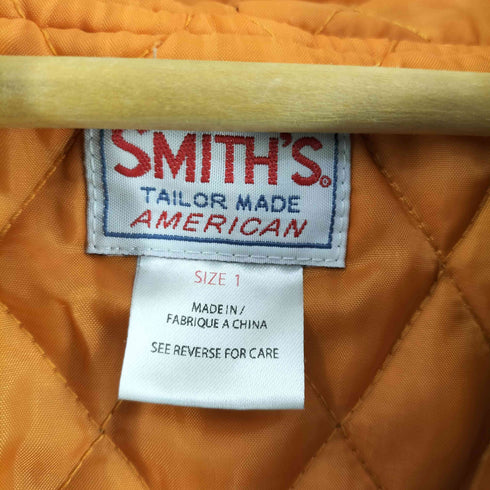 SMITH'S®
TAILOR MADE
AMERICAN
SIZE 1
MADE IN /
FABRIQUE A CHINA
SEE REVERSE FOR CARE